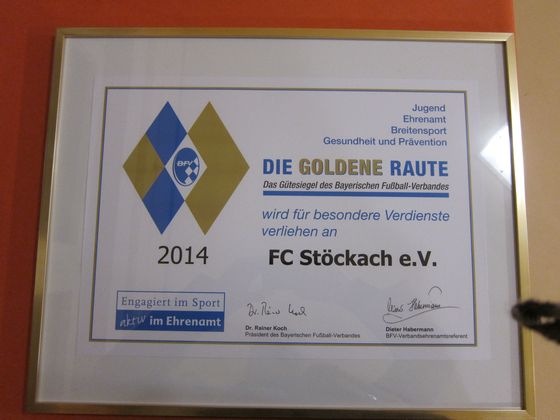 Jugend
Ehrenamt
Breitensport
Gesundheit und Prävention
BFV
DIE GOLDENE RAUTE
Das Gütesiegel des Bayerischen Fußball-Verbandes
wird für besondere Verdienste
verliehen an
2014
FC Stöckach e.V.
Engagiert im Sport
aktiv im Ehrenamt
Dr. Rainer Koch
Präsident des Bayerischen Fußball-Verbandes
Dieter Habermann
BFV-Verbandsehrenamtsreferent